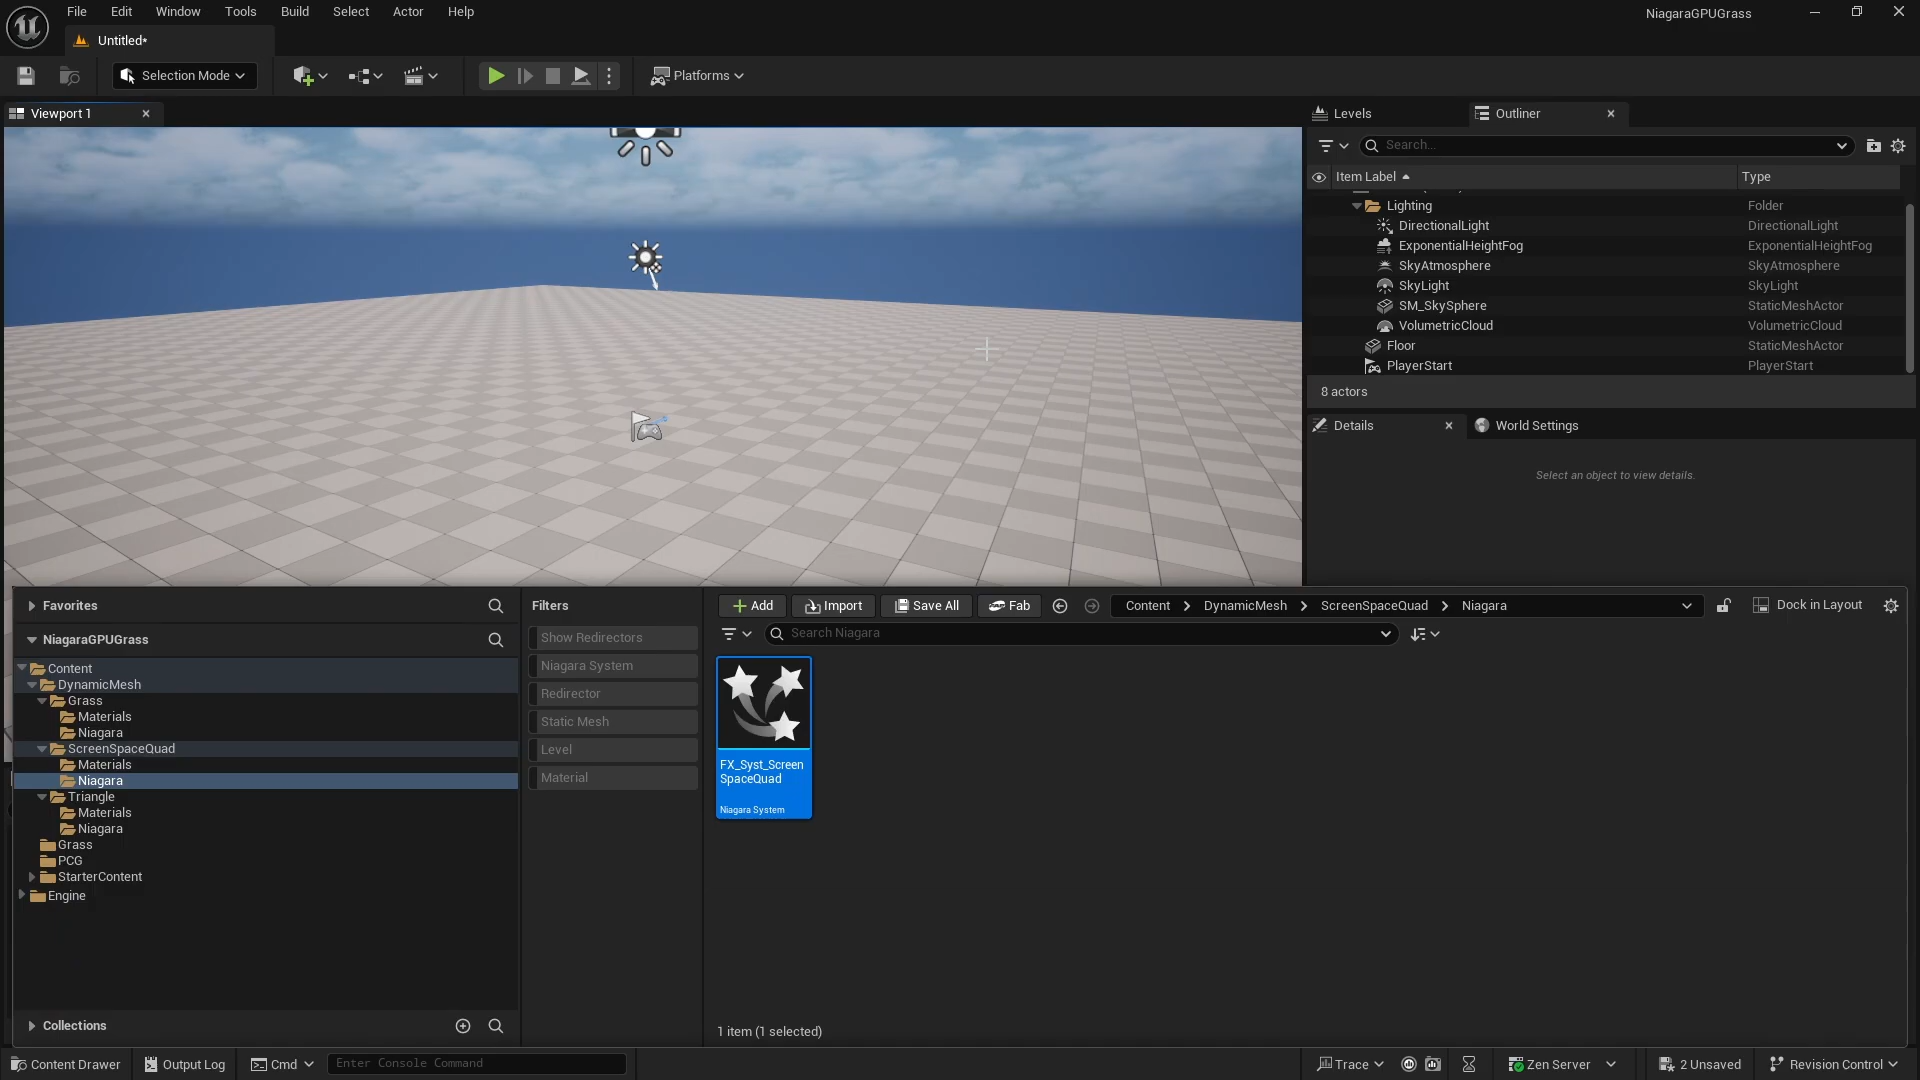 File Edit Window Tools Build Select Actor Help
NiagaraGPUGrass
Untitled*
Selection Mode
Platforms
Viewport 1
Levels
Outliner
Search...
Item Label
Type
Lighting Folder
DirectionalLight DirectionalLight
ExponentialHeightFog ExponentialHeightFog
SkyAtmosphere SkyAtmosphere
SkyLight SkyLight
SM_SkySphere StaticMeshActor
VolumetricCloud VolumetricCloud
Floor StaticMeshActor
PlayerStart PlayerStart
8 actors
Details
World Settings
Select an object to view details.
Favorites
NiagaraGPUGrass
Content
DynamicMesh
Grass
Materials
Niagara
ScreenSpaceQuad
Materials
Niagara
Triangle
Materials
Niagara
Grass
PCG
StarterContent
Engine
Collections
Filters
Show Redirectors
Niagara System
Redirector
Static Mesh
Level
Material
Add Import Save All Fab Content DynamicMesh ScreenSpaceQuad Niagara Dock in Layout
Search Niagara
FX_Syst_Screen
SpaceQuad
Niagara System
1 item (1 selected)
Content Drawer Output Log Cmd Enter Console Command Trace Zen Server 2 Unsaved Revision Control